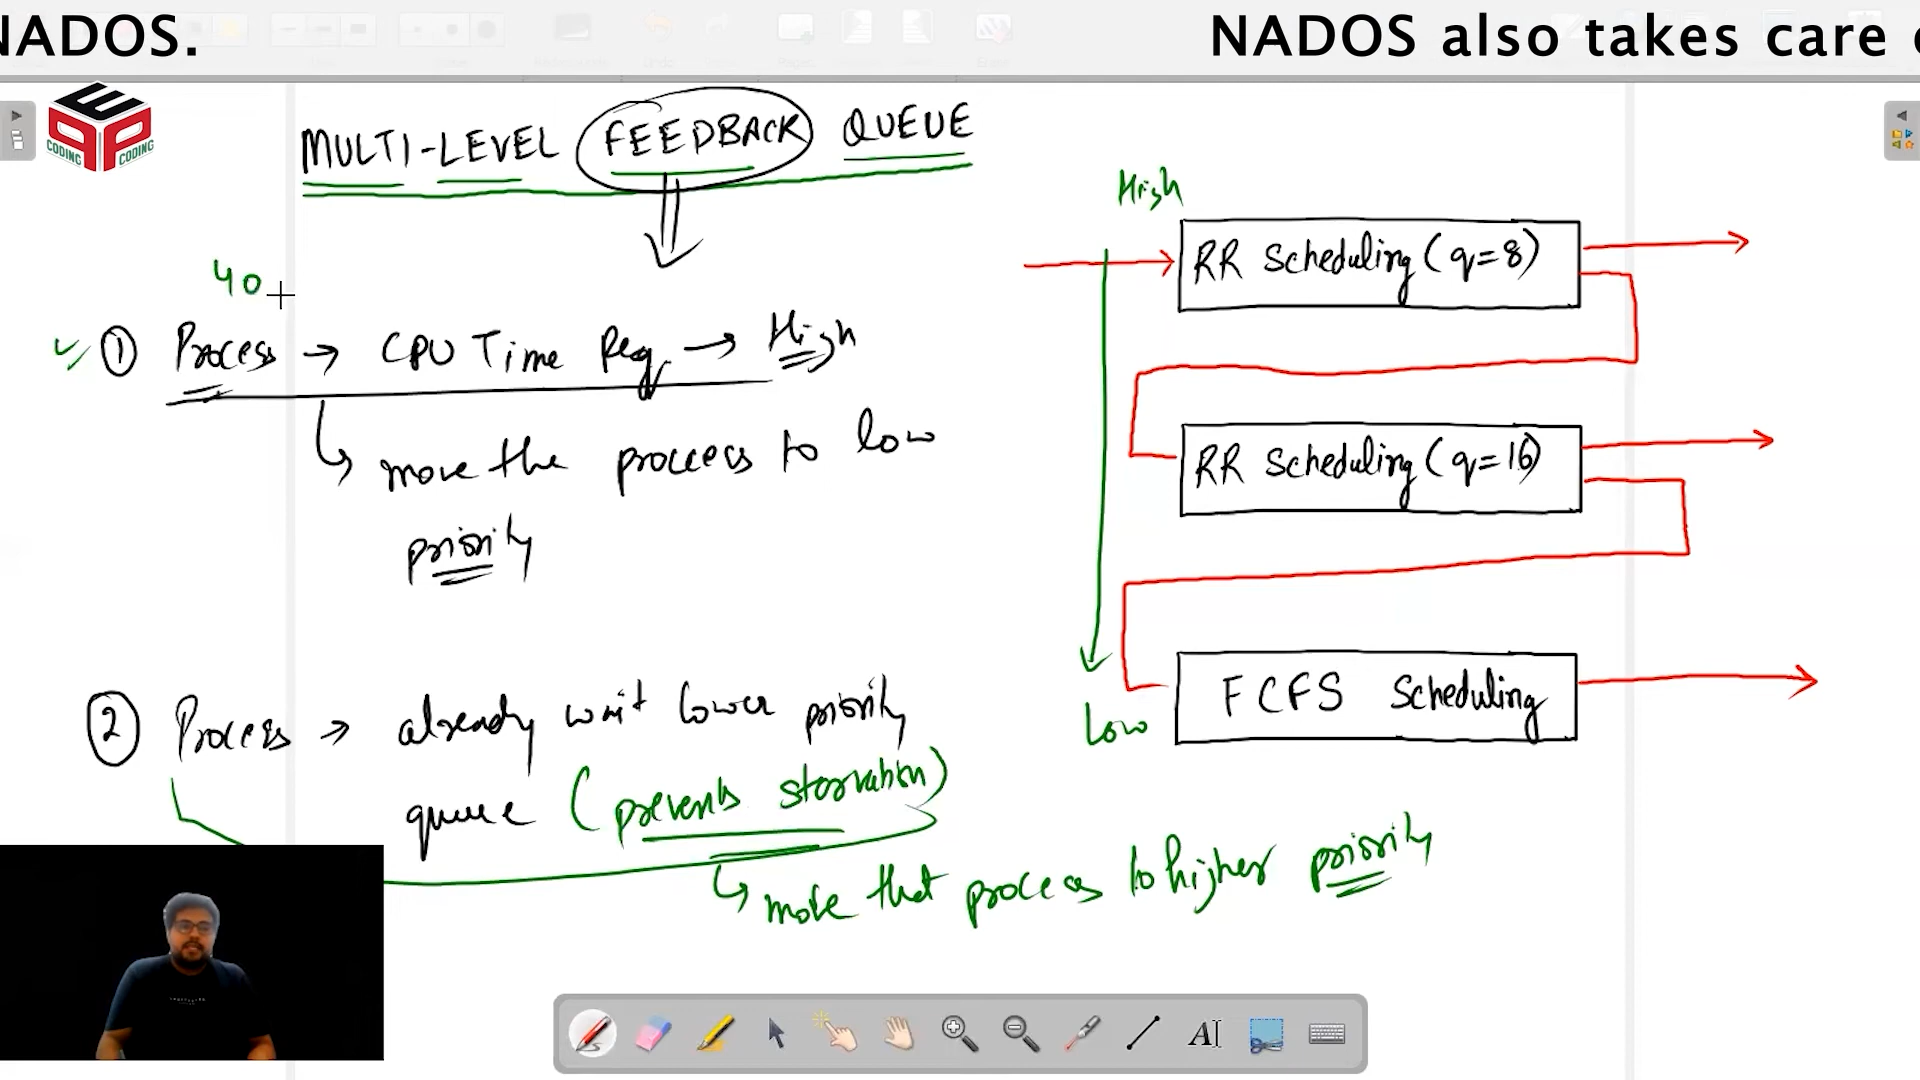 NADOS.
NADOS also takes care
CODING CODING
MULTI-LEVEL FEEDBACK QUEUE
40
① Process → CPU Time Req → High
move the process to low
priority
② Process → already wait lower priority
queue (prevents starvation)
move that process to higher priority
High
RR Scheduling (q=8)
RR Scheduling (q=16)
FCFS Scheduling
Low